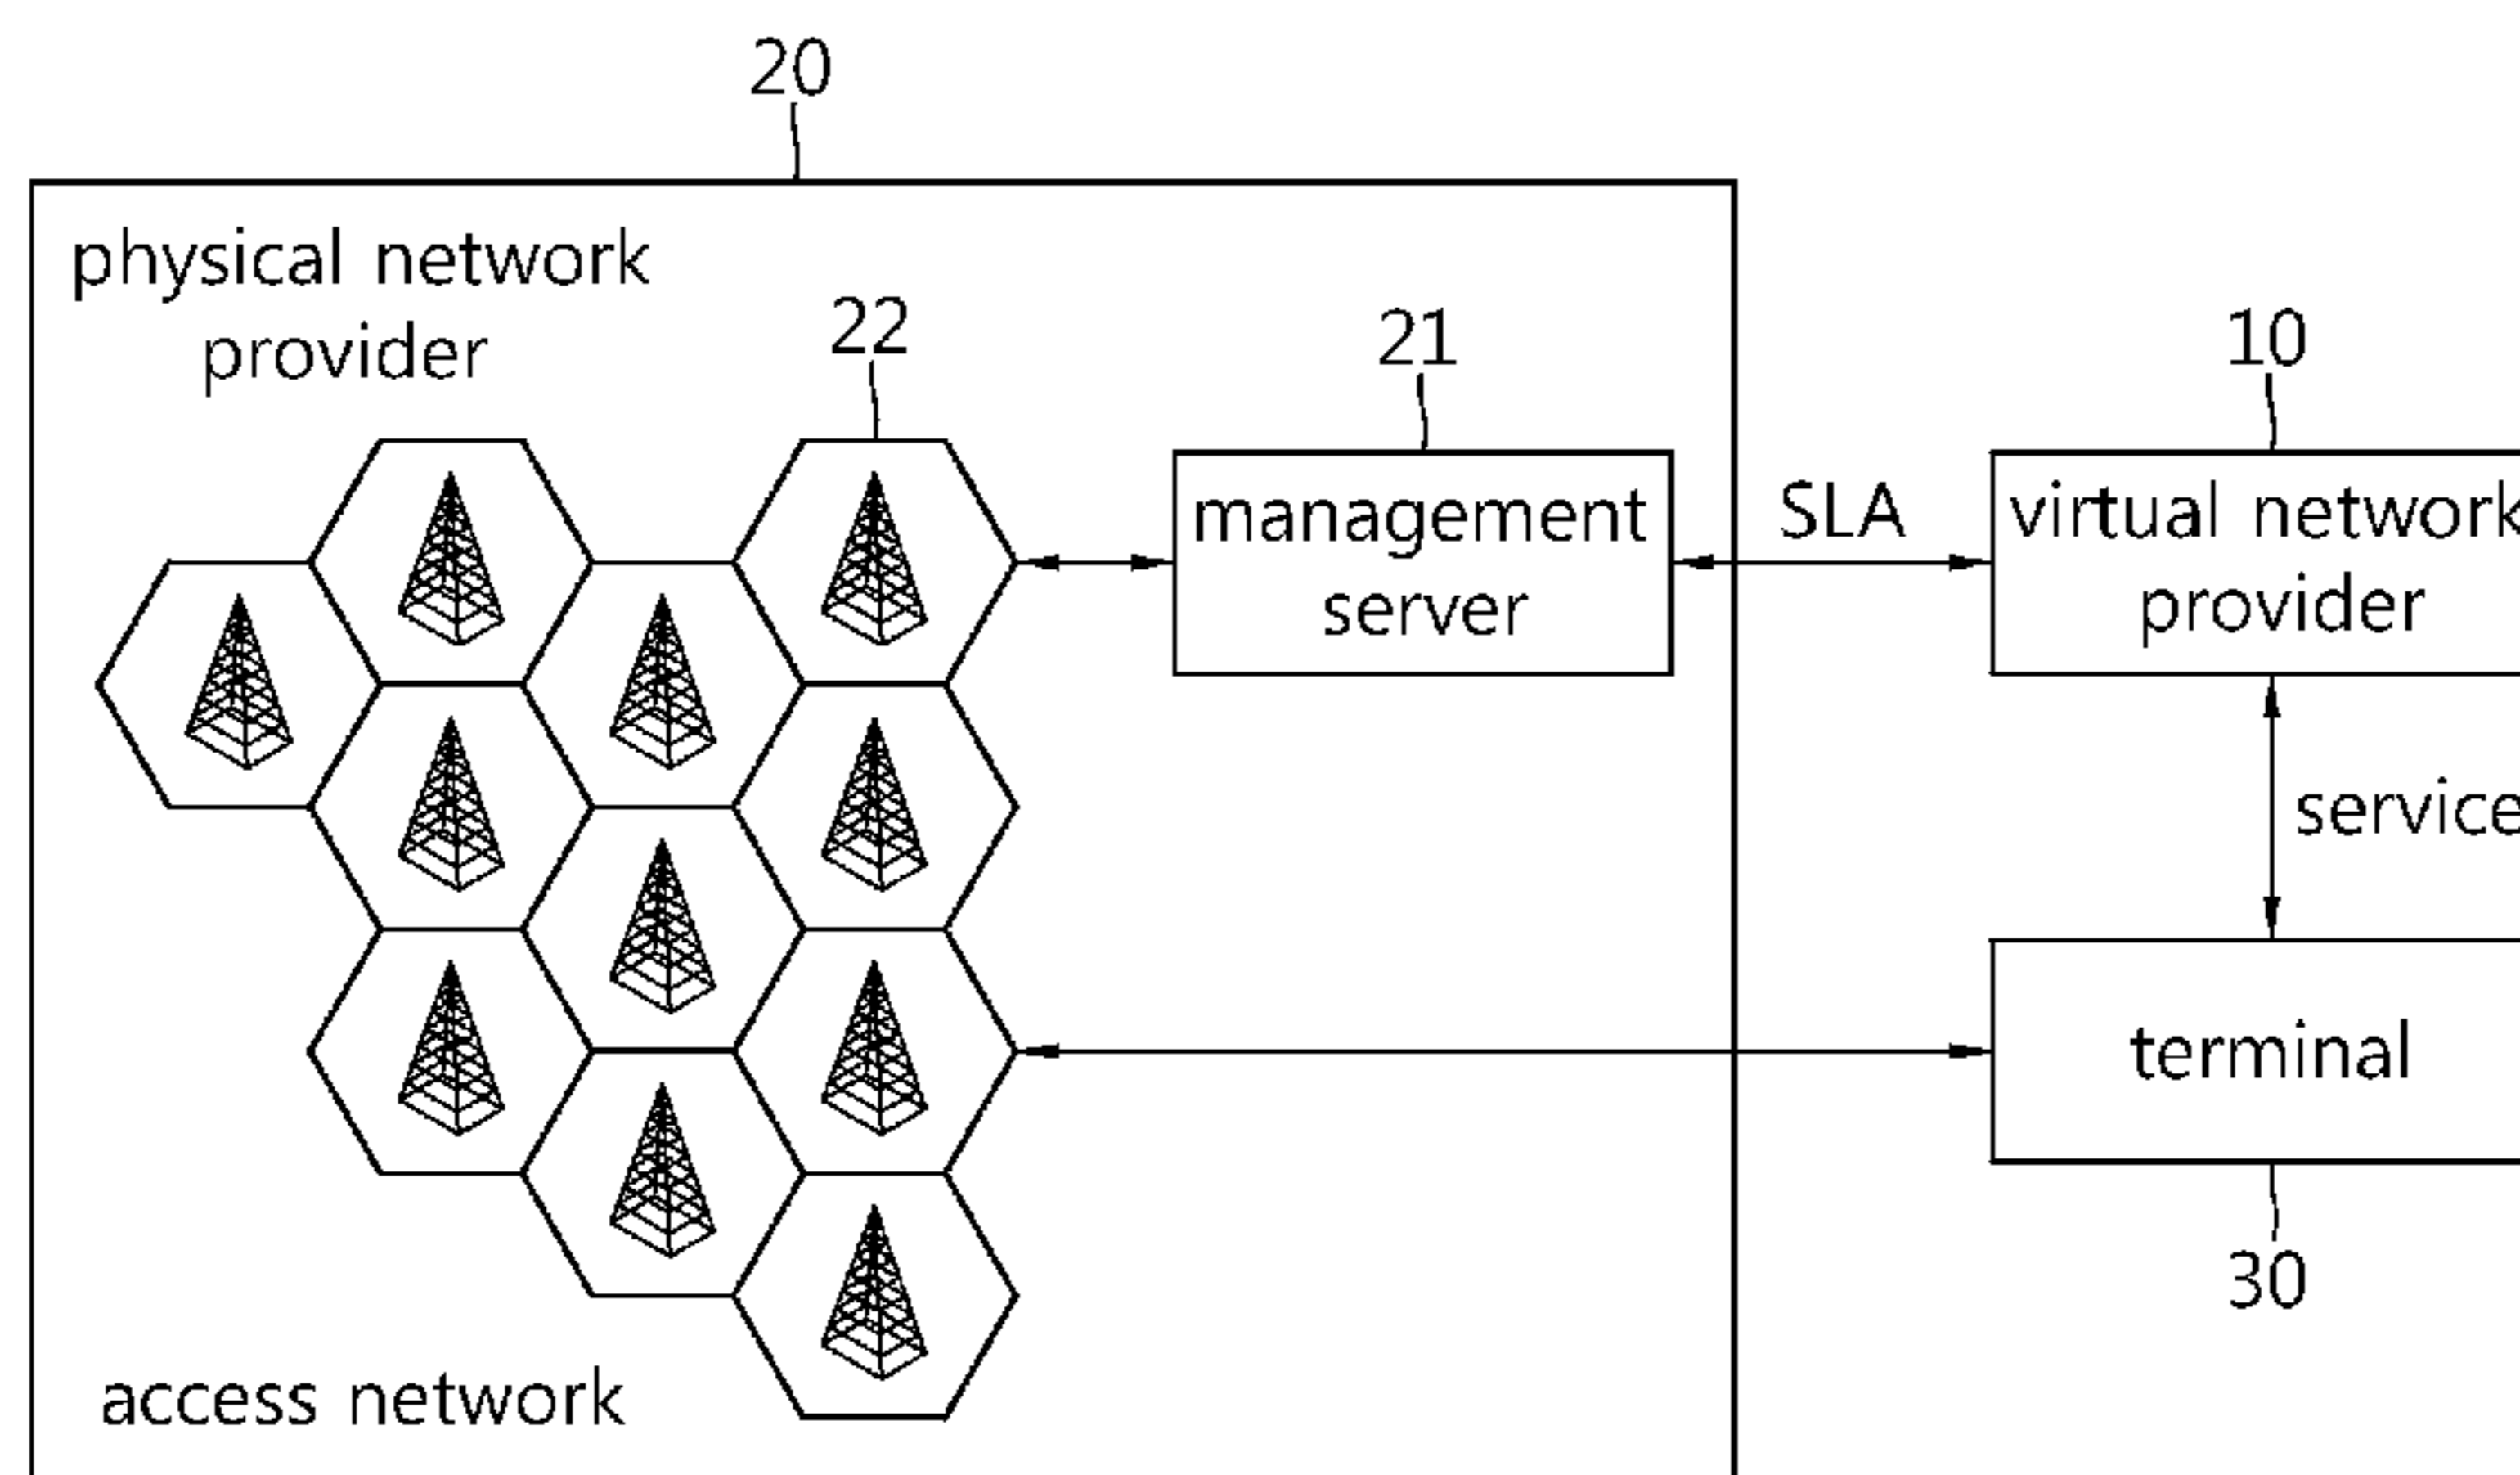 20
physical network
provider
22
21
10
management
server
SLA
virtual network
provider
service
terminal
30
access network